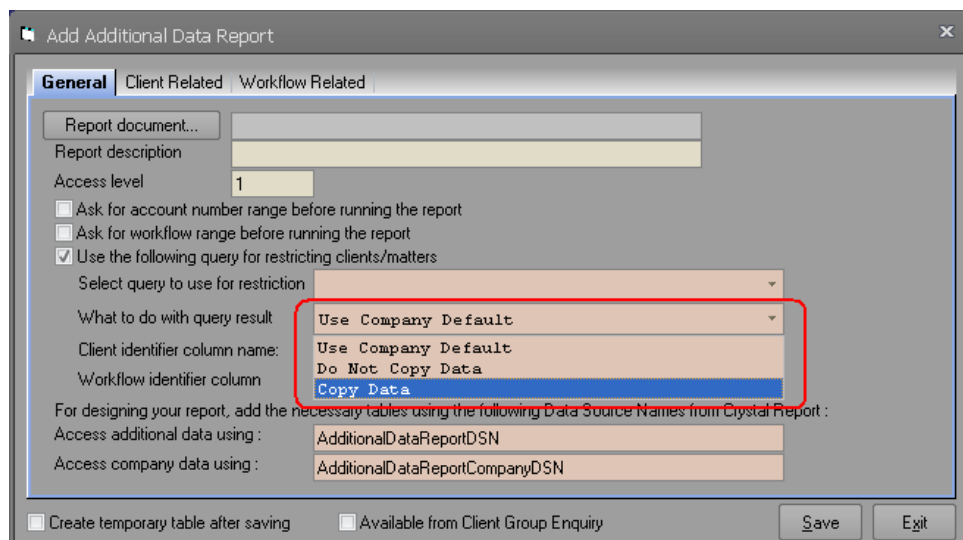 Add Additional Data Report
General Client Related Workflow Related
Report document...
Report description
Access level 1
Ask for account number range before running the report
Ask for workflow range before running the report
Use the following query for restricting clients/matters
Select query to use for restriction
What to do with query result Use Company Default
Client identifier column name: Use Company Default
Do Not Copy Data
Workflow identifier column Copy Data
For designing your report, add the necessary tables using the following Data Source Names from Crystal Report :
Access additional data using : AdditionalDataReportDSN
Access company data using : AdditionalDataReportCompanyDSN
Create temporary table after saving Available from Client Group Enquiry Save Exit